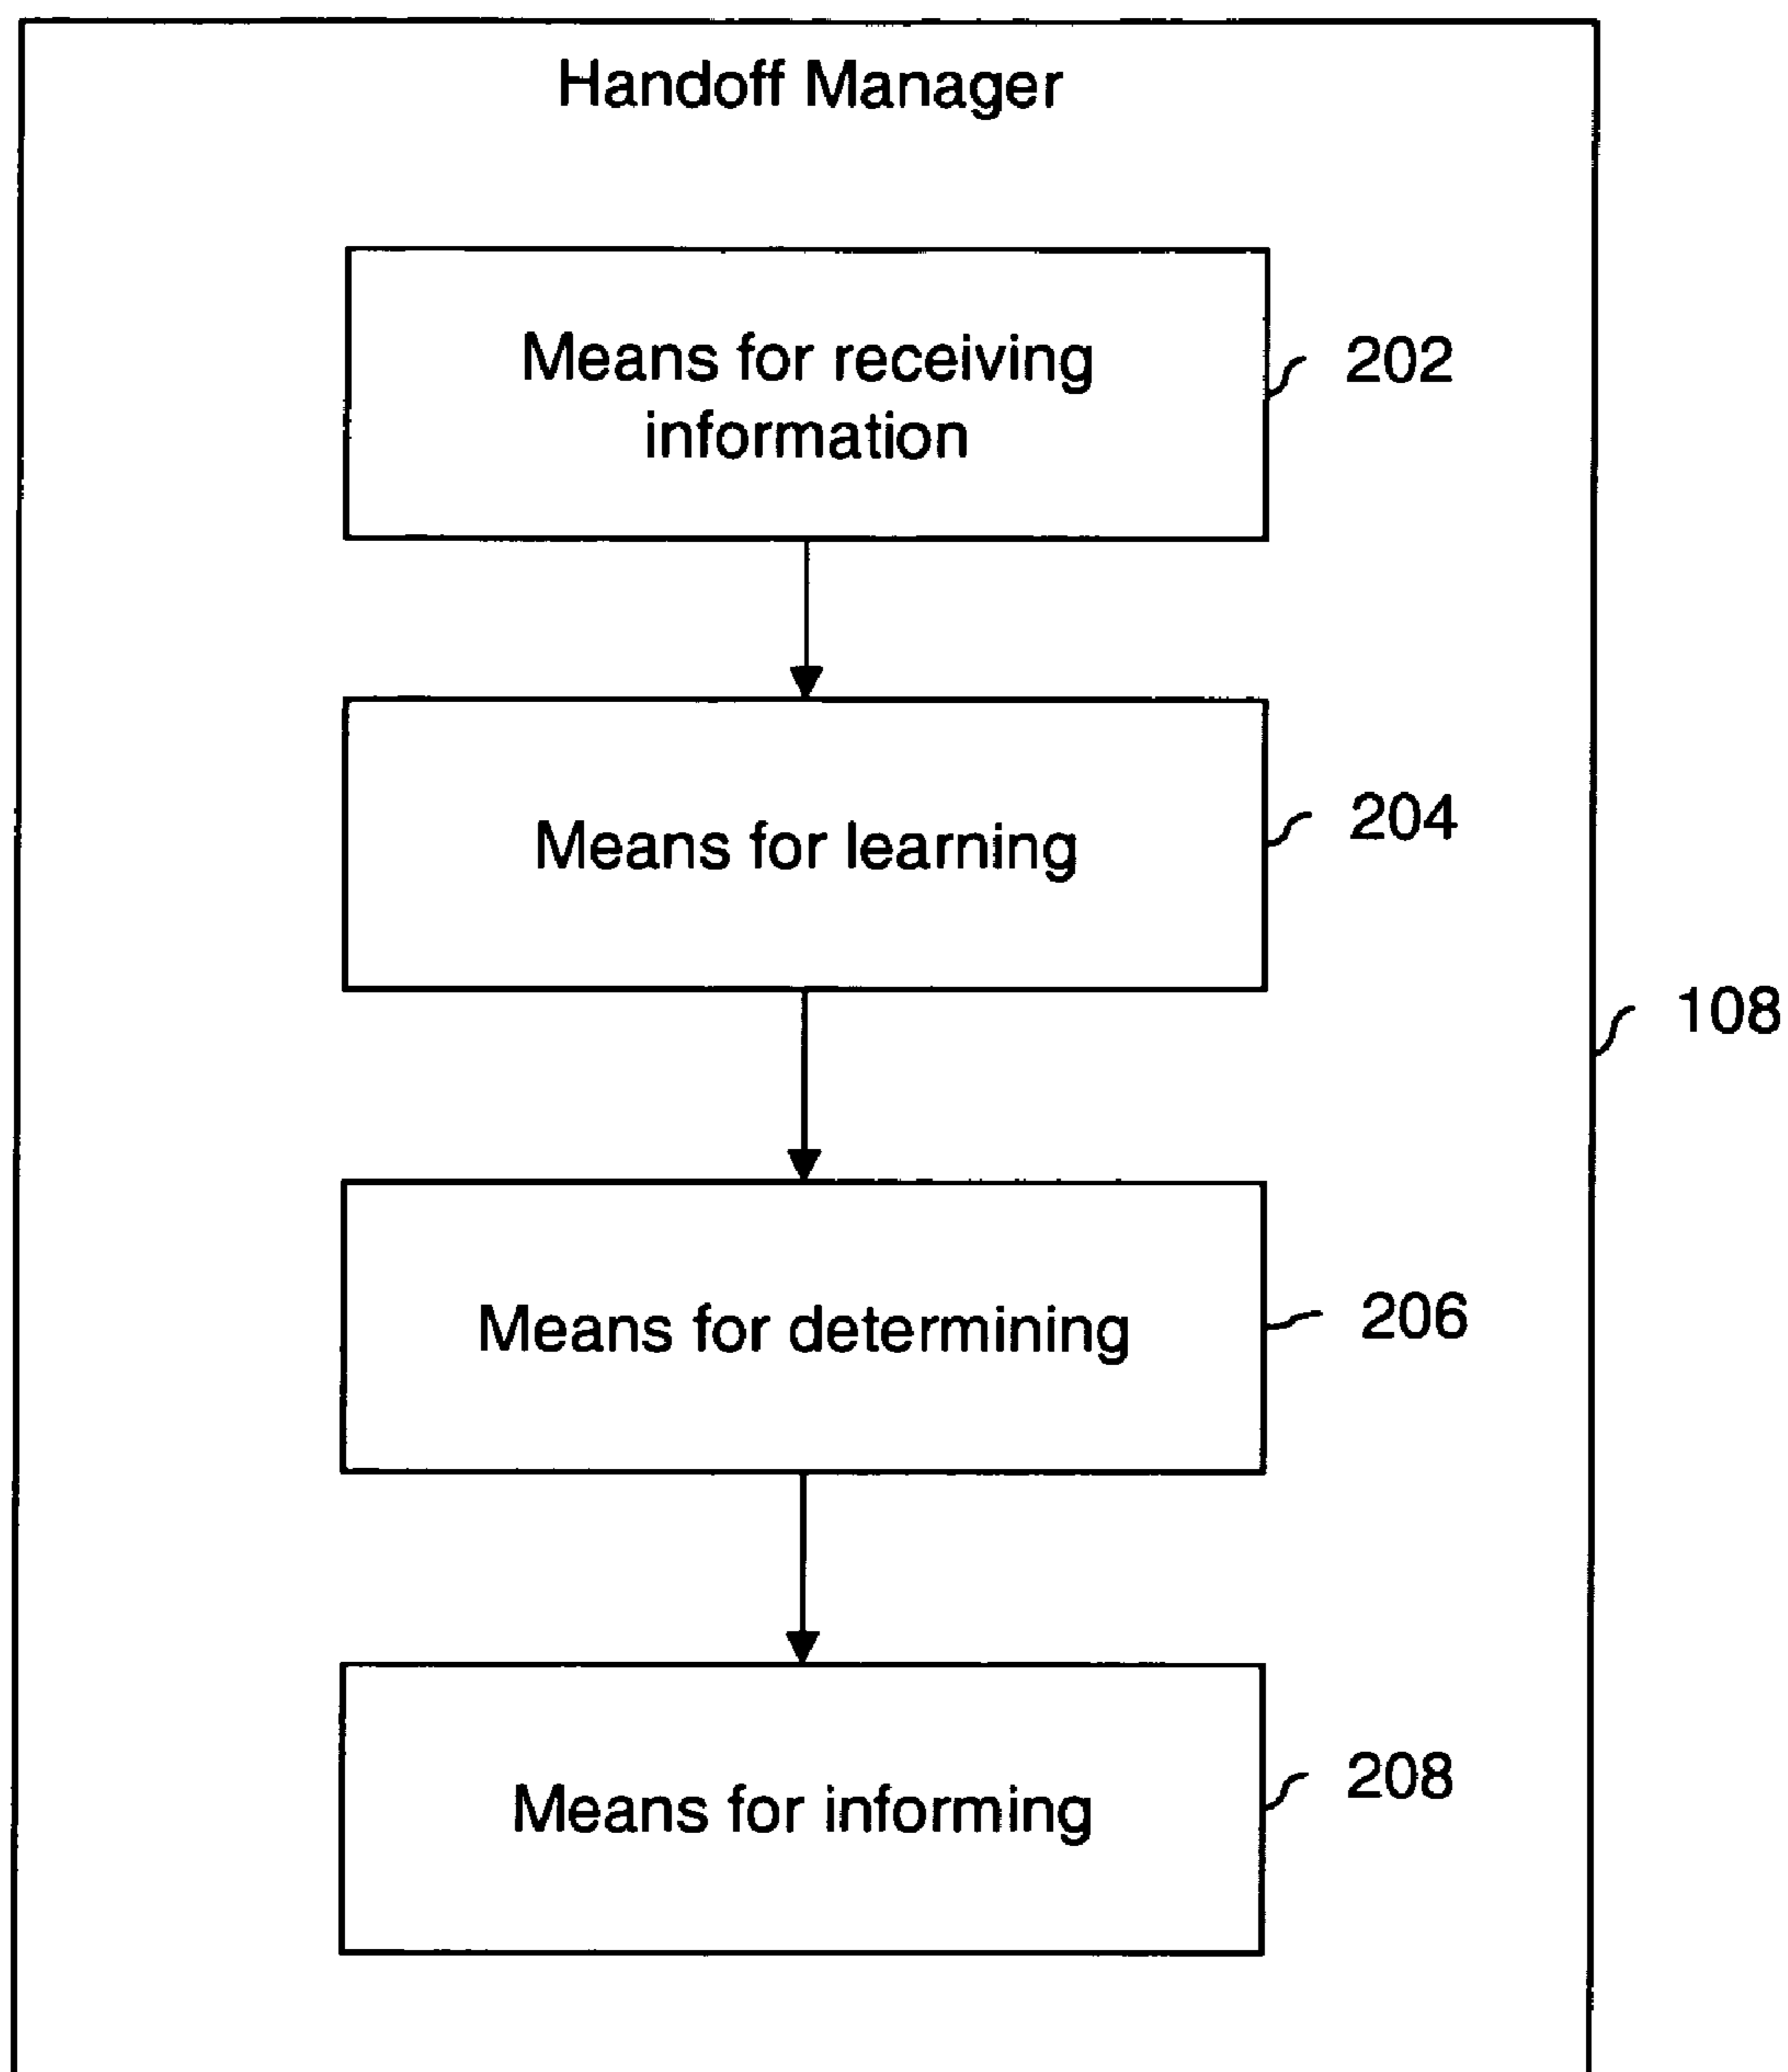 Handoff Manager
Means for receiving
information
202
Means for learning
204
108
Means for determining
206
Means for informing
208